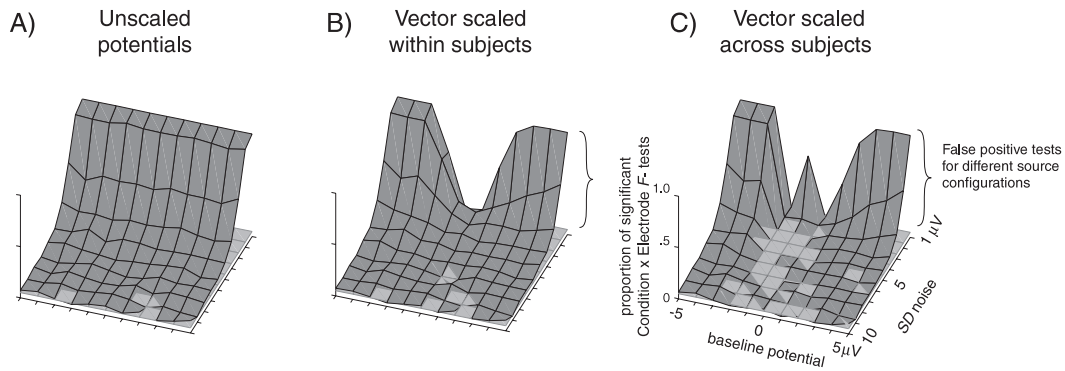 A) Unscaled
potentials
B) Vector scaled
within subjects
C) Vector scaled
across subjects
proportion of significant
Condition x Electrode F- tests
1.0
.5
0
-5
0
5μV
baseline potential
10
5
1 μV
SD noise
False positive tests
for different source
configurations